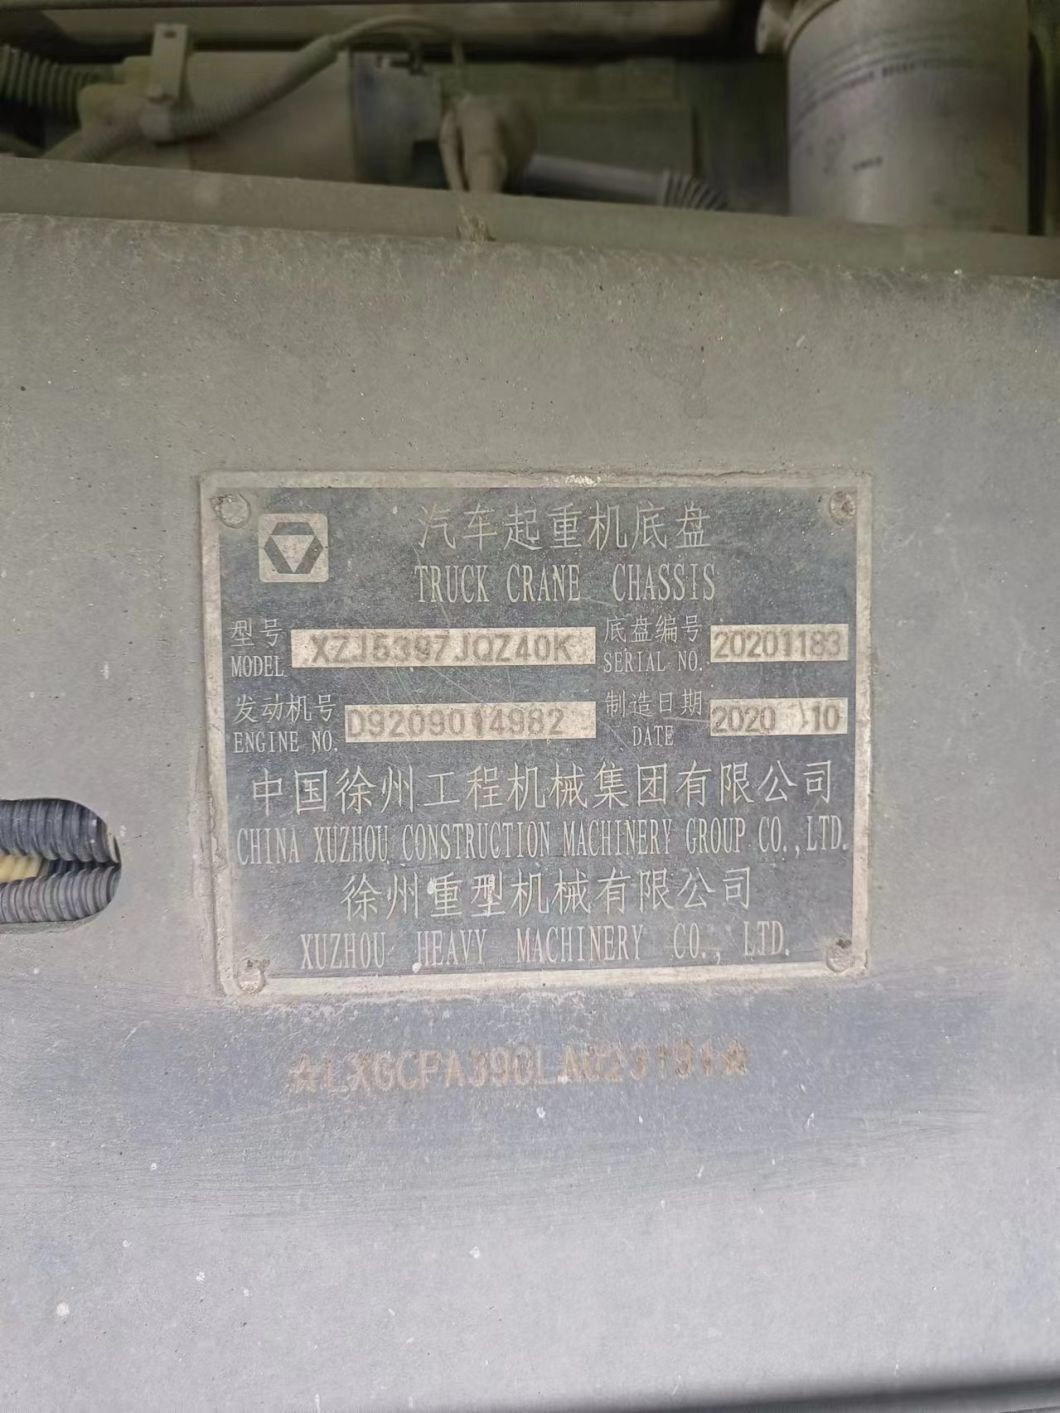 汽车起重机底盘
TRUCK CRANE CHASSIS
型号 XZJ5397JQZ40K 底盘编号 20201183
MODEL SERIAL NO.
发动机号 D9209014982 制造日期 2020 10
ENGINE NO. DATE
中国徐州工程机械集团有限公司
CHINA XUZHOU CONSTRUCTION MACHINERY GROUP CO.,LTD.
徐州重型机械有限公司
XUZHOU HEAVY MACHINERY CO., LTD.